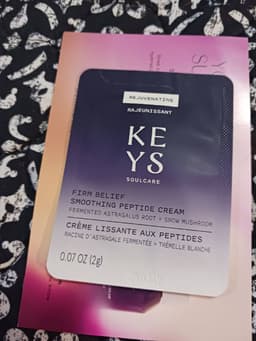 REJUVENATING
RAJEUNISSANT
KE
YS
SOULCARE
FIRM BELIEF
SMOOTHING PEPTIDE CREAM
FERMENTED ASTRAGALUS ROOT + SNOW MUSHROOM
CRÈME LISSANTE AUX PEPTIDES
RACINE D'ASTRAGALE FERMENTÉE + TRÉMELLE BLANCHE
0.07 OZ (2g)